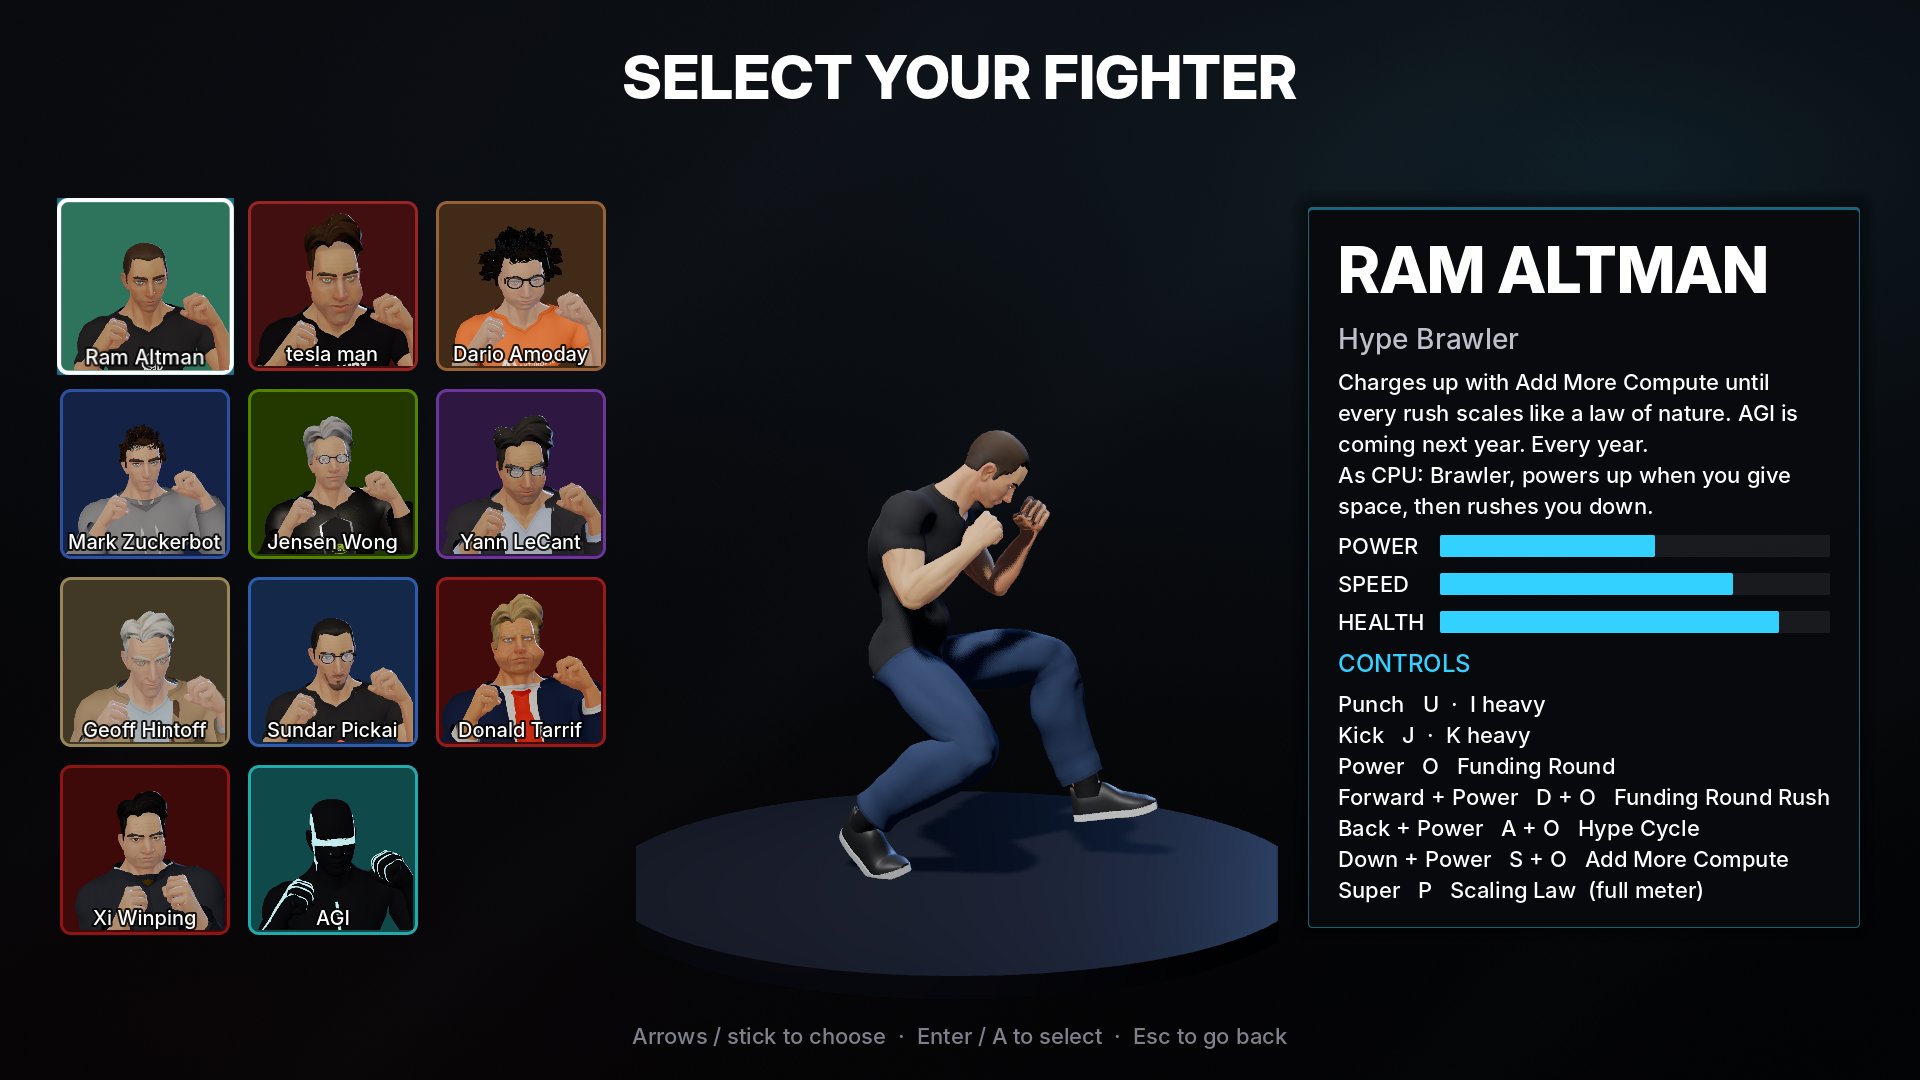 SELECT YOUR FIGHTER
Ram Altman
tesla man
Dario Amoday
Mark Zuckerbot
Jensen Wong
Yann LeCant
Geoff Hintoff
Sundar Pickai
Donald Tarrif
Xi Winping
AGI
RAM ALTMAN
Hype Brawler
Charges up with Add More Compute until
every rush scales like a law of nature. AGI is
coming next year. Every year.
As CPU: Brawler, powers up when you give
space, then rushes you down.
POWER
SPEED
HEALTH
CONTROLS
Punch U · I heavy
Kick J · K heavy
Power O Funding Round
Forward + Power D + O Funding Round Rush
Back + Power A + O Hype Cycle
Down + Power S + O Add More Compute
Super P Scaling Law (full meter)
Arrows / stick to choose · Enter / A to select · Esc to go back